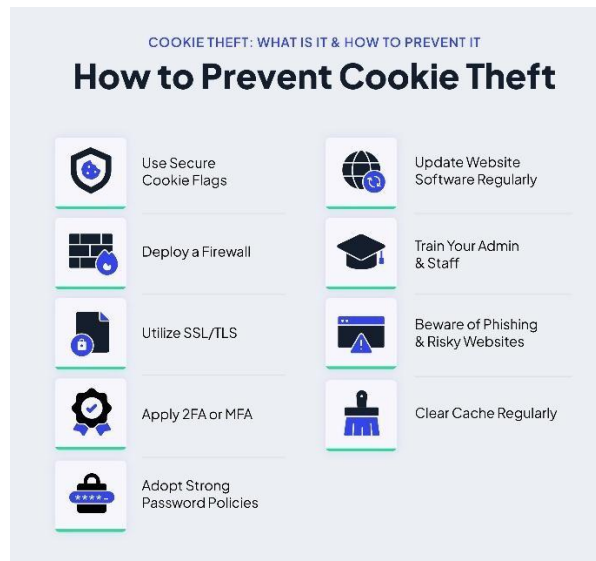 COOKIE THEFT: WHAT IS IT & HOW TO PREVENT IT
How to Prevent Cookie Theft
Use Secure
Cookie Flags
Deploy a Firewall
Utilize SSL/TLS
Apply 2FA or MFA
****-
Adopt Strong
Password Policies
Update Website
Software Regularly
Train Your Admin
& Staff
Beware of Phishing
& Risky Websites
Clear Cache Regularly